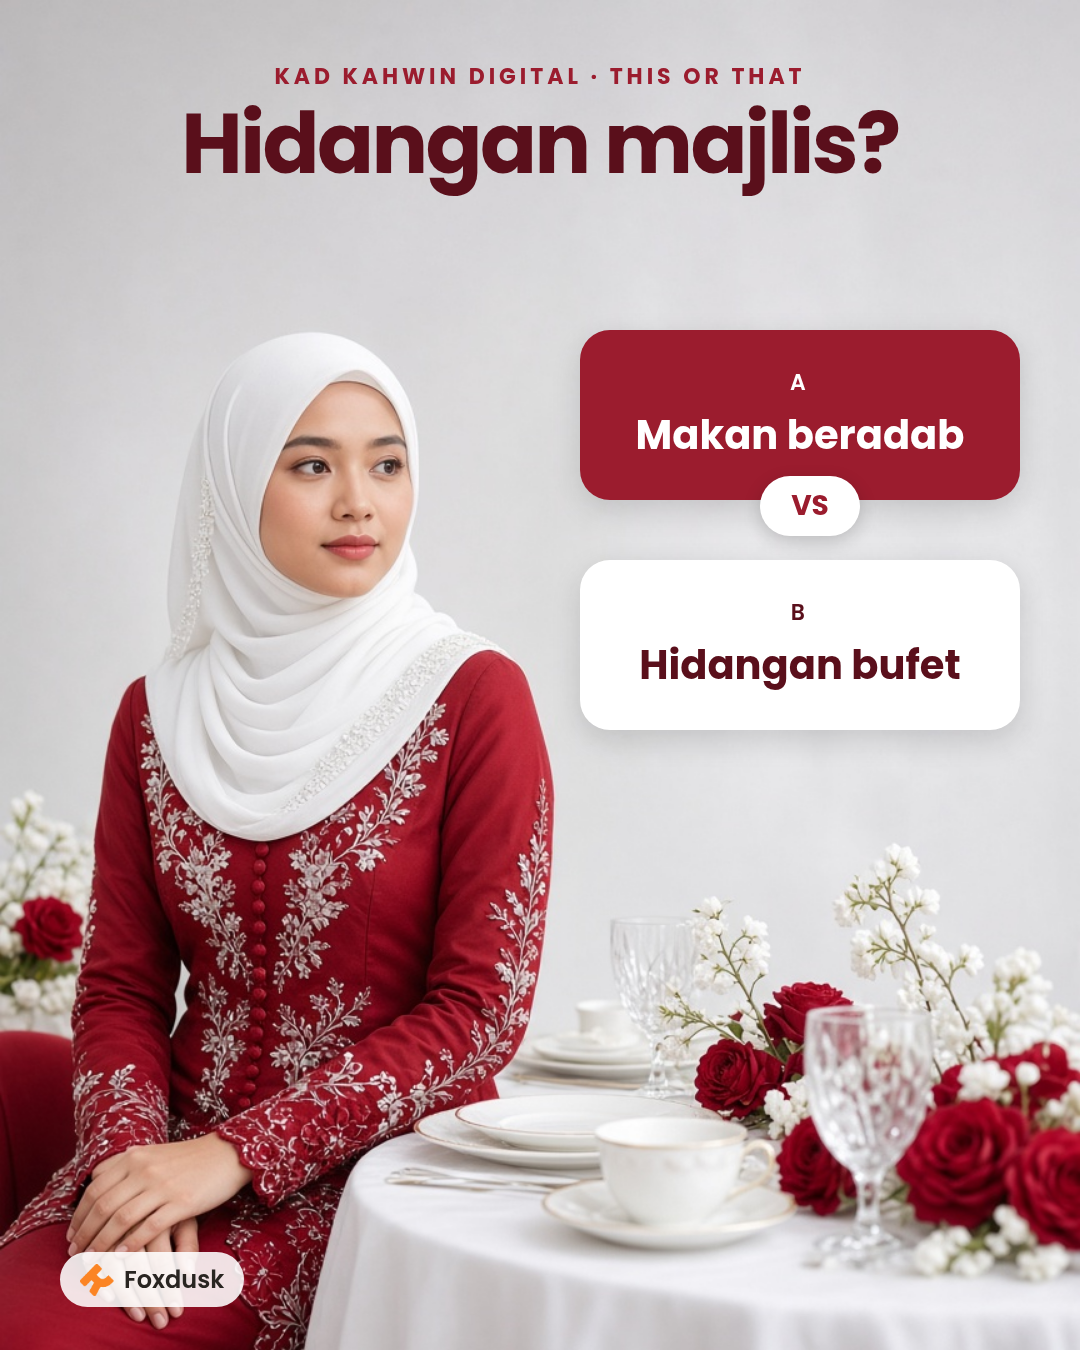 KAD KAHWIN DIGITAL · THIS OR THAT
Hidangan majlis?
A
Makan beradab
VS
B
Hidangan bufet
Foxdusk